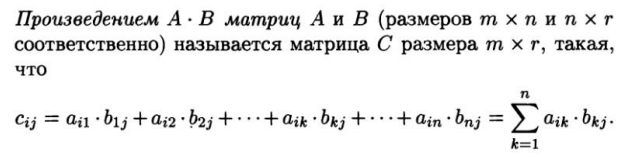 Произведением A · B матриц A и B (размеров m × n и n × r
соответственно) называется матрица C размера m × r, такая,
что
c_{ij} = a_{i1} · b_{1j} + a_{i2} · b_{2j} + · · · + a_{ik} · b_{kj} + · · · + a_{in} · b_{nj} = \sum_{k=1}^{n} a_{ik} · b_{kj}.